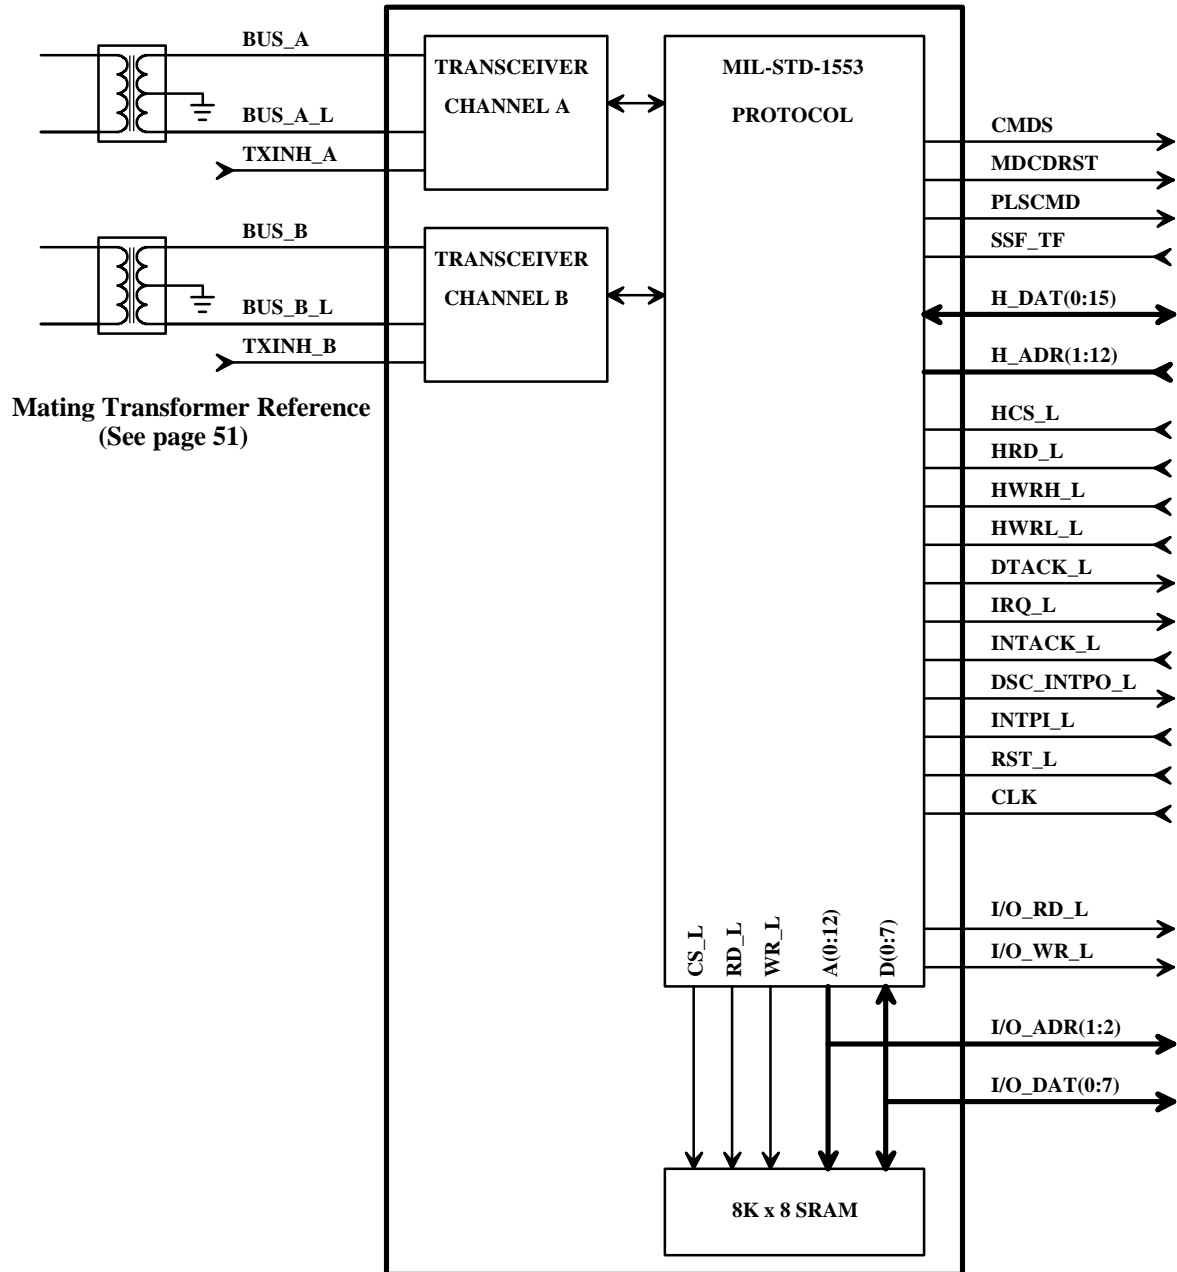 BUS_A
BUS_A_L
TXINH_A
TRANSCEIVER
CHANNEL A
BUS_B
BUS_B_L
TXINH_B
TRANSCEIVER
CHANNEL B
Mating Transformer Reference
(See page 51)
MIL-STD-1553
PROTOCOL
CMDS
MDCDRST
PLSCMD
SSF_TF
H_DAT(0:15)
H_ADR(1:12)
HCS_L
HRD_L
HWRH_L
HWRL_L
DTACK_L
IRQ_L
INTACK_L
DSC_INTPO_L
INTPI_L
RST_L
CLK
I/O_RD_L
I/O_WR_L
I/O_ADR(1:2)
I/O_DAT(0:7)
CS_L
RD_L
WR_L
A(0:12)
D(0:7)
8K x 8 SRAM